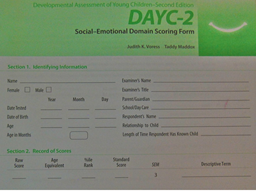 Developmental Assessment of Young Children–Second Edition
DAYC-2
Social–Emotional Domain Scoring Form
Judith K. Voress Taddy Maddox
Section 1. Identifying Information
Name
Female Male
Year Month Day
Date Tested
Date of Birth
Age
Age in Months
Examiner's Name
Examiner's Title
Parent/Guardian
School/Day Care
Respondent's Name
Relationship to Child
Length of Time Respondent Has Known Child
Section 2. Record of Scores
Raw Score Age Equivalent %ile Rank Standard Score SEM Descriptive Term